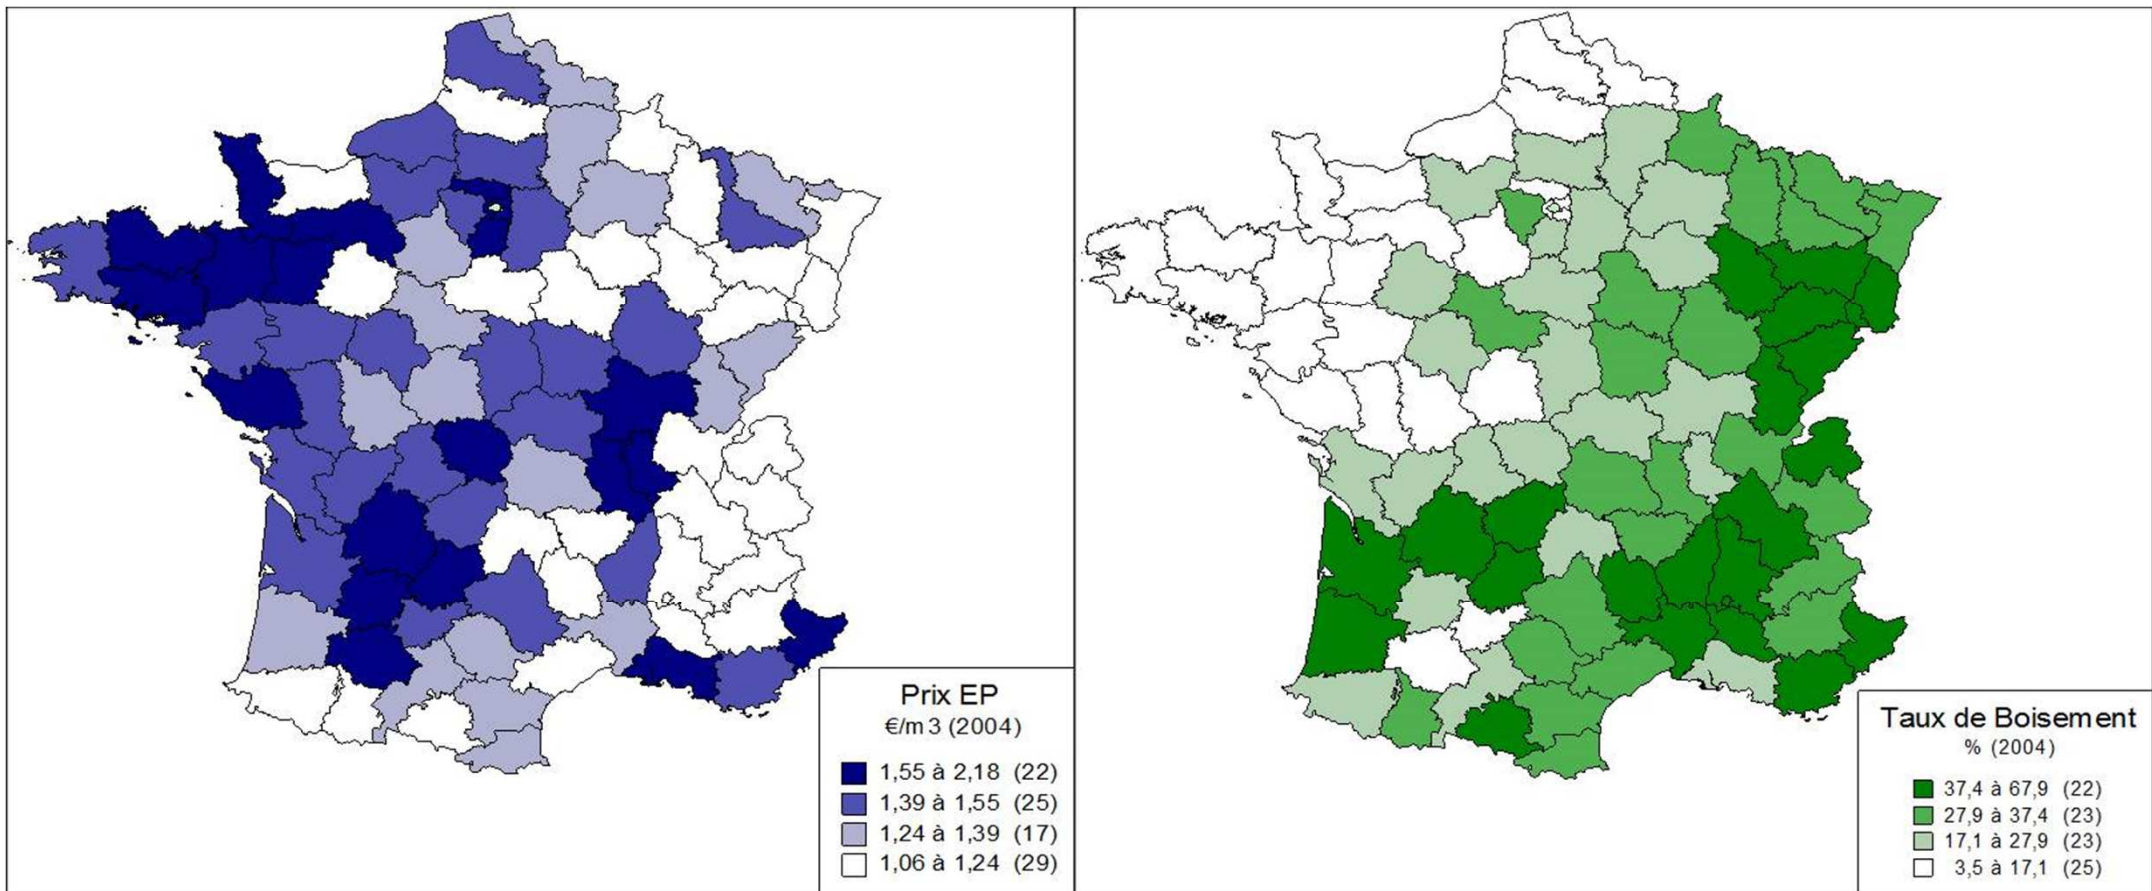 Prix EP
€/m3 (2004)
1,55 à 2,18 (22)
1,39 à 1,55 (25)
1,24 à 1,39 (17)
1,06 à 1,24 (29)
Taux de Boisement
% (2004)
37,4 à 67,9 (22)
27,9 à 37,4 (23)
17,1 à 27,9 (23)
3,5 à 17,1 (25)